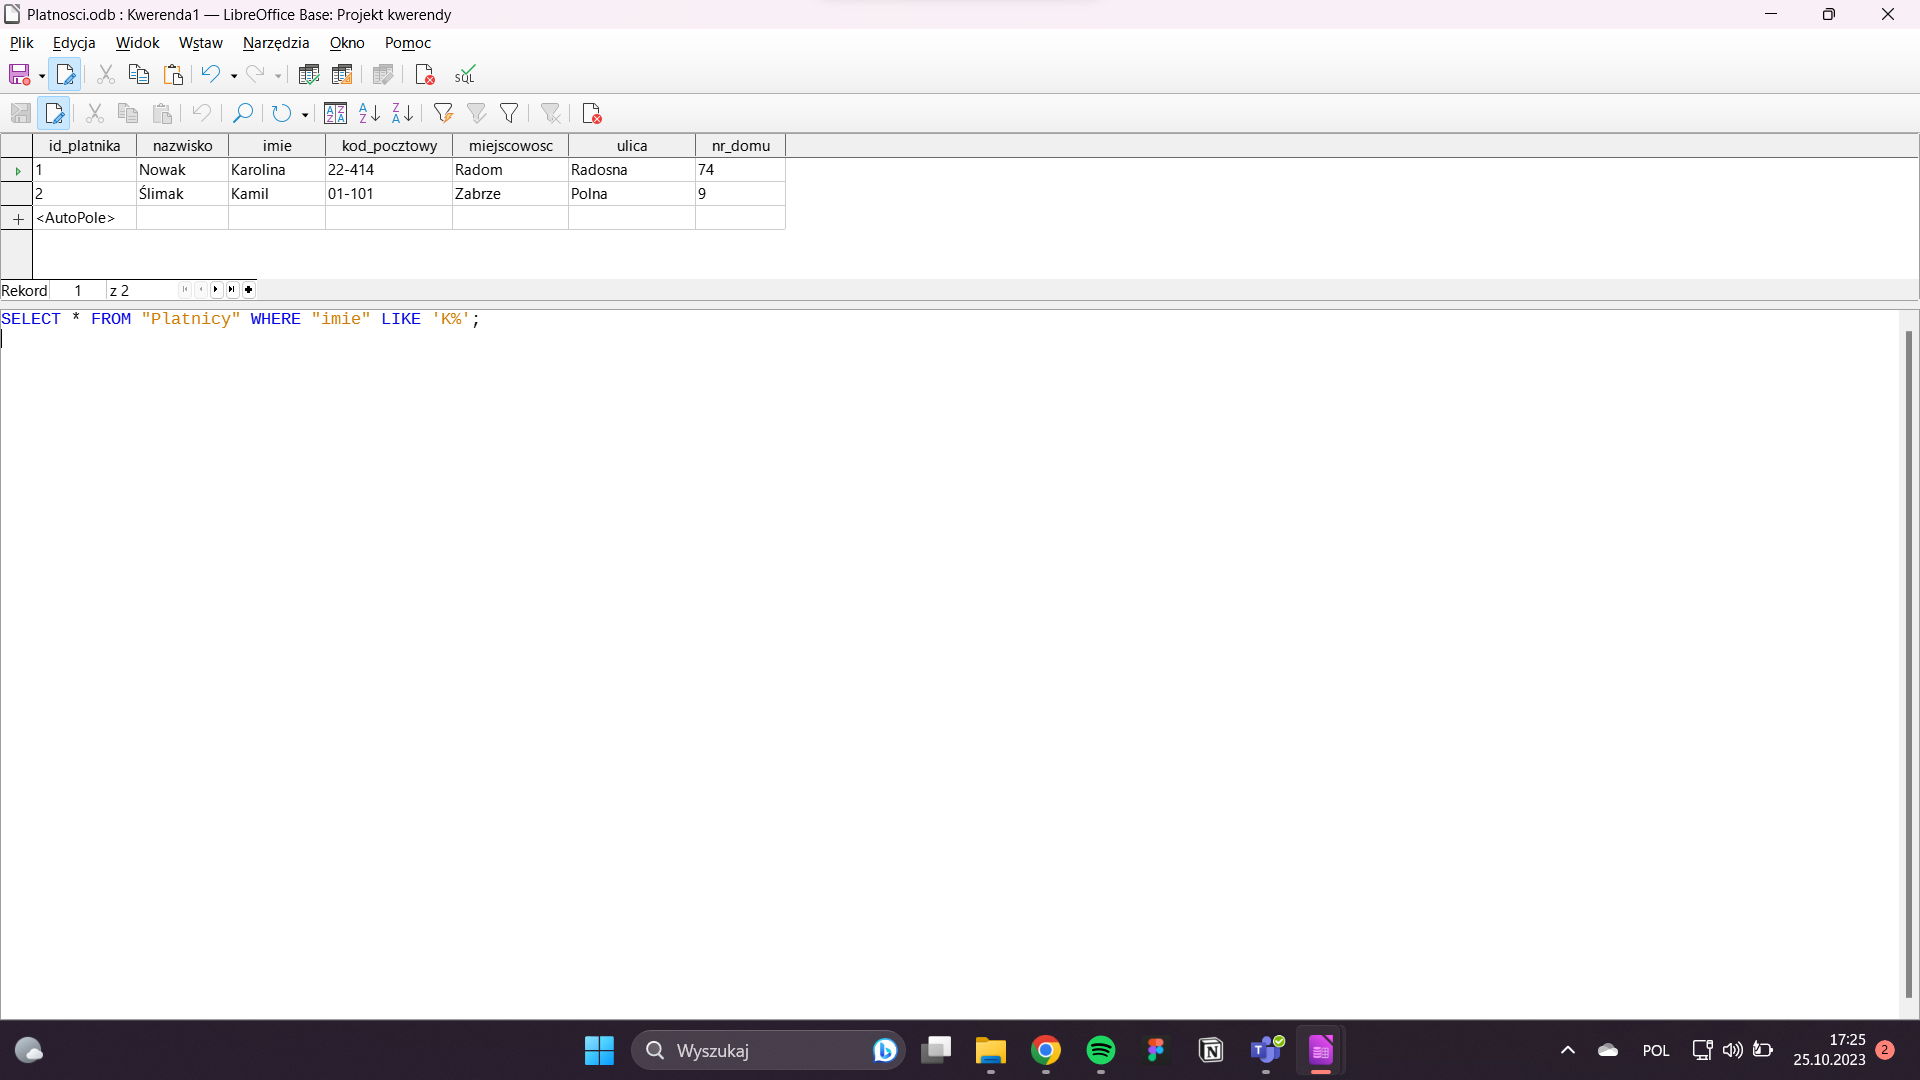 Platnosci.odb : Kwerenda1 — LibreOffice Base: Projekt kwerendy
Plik Edycja Widok Wstaw Narzędzia Okno Pomoc
SQL
id_platnika nazwisko imie kod_pocztowy miejscowosc ulica nr_domu
1 Nowak Karolina 22-414 Radom Radosna 74
2 Ślimak Kamil 01-101 Zabrze Polna 9
<AutoPole>
Rekord 1 z 2
SELECT * FROM "Platnicy" WHERE "imie" LIKE 'K%';
Wyszukaj
POL
17:25
25.10.2023
2